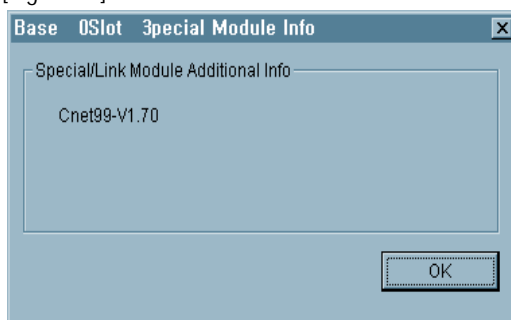 Base 0Slot 3pecial Module Info
Special/Link Module Additional Info
Cnet99-V1.70
OK